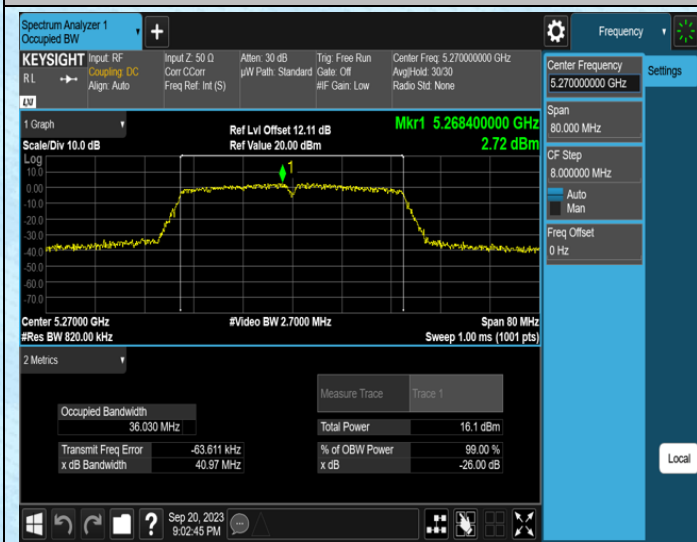 Spectrum Analyzer 1
Occupied BW
+
Frequency
KEYSIGHT
R L
LXI
Input: RF
Coupling: DC
Align: Auto
Input Z: 50 Ω
Corr CCorr
Freq Ref: Int (S)
Atten: 30 dB
µW Path: Standard
Trig: Free Run
Gate: Off
#IF Gain: Low
Center Freq: 5.270000000 GHz
Avg|Hold: 30/30
Radio Std: None
Center Frequency
5.270000000 GHz
Settings
Span
80.000 MHz
CF Step
8.000000 MHz
Auto
Man
Freq Offset
0 Hz
1 Graph
Scale/Div 10.0 dB
Ref Lvl Offset 12.11 dB
Ref Value 20.00 dBm
Mkr1 5.268400000 GHz
2.72 dBm
Log
10.0
0.00
-10.0
-20.0
-30.0
-40.0
-50.0
-60.0
-70.0
1
Center 5.27000 GHz
#Res BW 820.00 kHz
#Video BW 2.7000 MHz
Span 80 MHz
Sweep 1.00 ms (1001 pts)
2 Metrics
Measure Trace Trace 1
Occupied Bandwidth
36.030 MHz
Total Power 16.1 dBm
Transmit Freq Error -63.611 kHz
% of OBW Power 99.00 %
x dB Bandwidth 40.97 MHz
x dB -26.00 dB
Local
?
Sep 20, 2023
9:02:45 PM